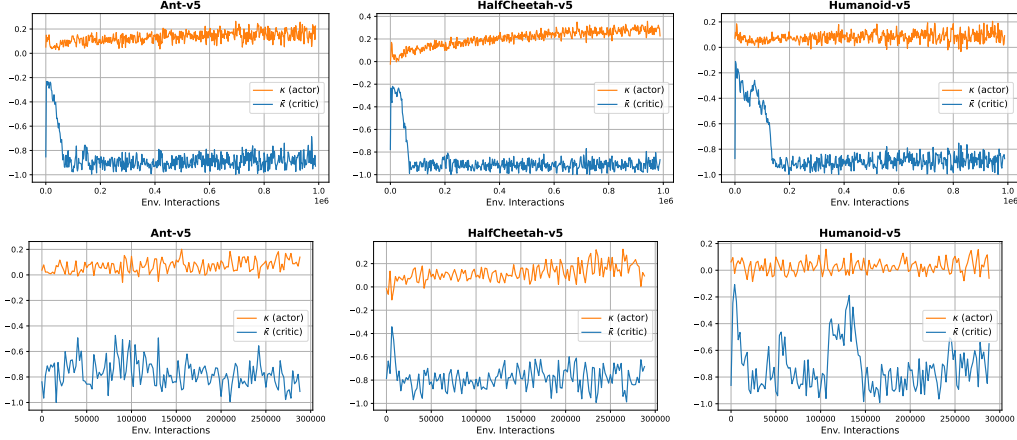 Ant-v5
0.2
0.0
−0.2
−0.4
−0.6
−0.8
−1.0
κ (actor)
κ̄ (critic)
0.0 0.2 0.4 0.6 0.8 1.0
1e6
Env. Interactions
HalfCheetah-v5
0.4
0.2
0.0
−0.2
−0.4
−0.6
−0.8
−1.0
κ (actor)
κ̄ (critic)
0.0 0.2 0.4 0.6 0.8 1.0
1e6
Env. Interactions
Humanoid-v5
0.2
0.0
−0.2
−0.4
−0.6
−0.8
−1.0
κ (actor)
κ̄ (critic)
0.0 0.2 0.4 0.6 0.8 1.0
1e6
Env. Interactions
Ant-v5
0.2
0.0
−0.2
−0.4
−0.6
−0.8
−1.0
κ (actor)
κ̄ (critic)
0 50000 100000 150000 200000 250000 300000
Env. Interactions
HalfCheetah-v5
0.2
0.0
−0.2
−0.4
−0.6
−0.8
−1.0
κ (actor)
κ̄ (critic)
0 50000 100000 150000 200000 250000 300000
Env. Interactions
Humanoid-v5
0.2
0.0
−0.2
−0.4
−0.6
−0.8
−1.0
κ (actor)
κ̄ (critic)
0 50000 100000 150000 200000 250000 300000
Env. Interactions